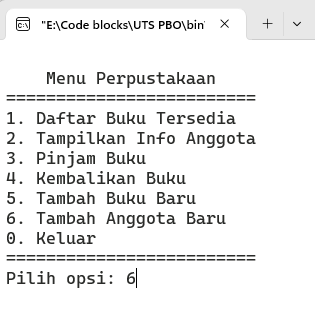 "E:\Code blocks\UTS PBO\bin\
Menu Perpustakaan
=========================
1. Daftar Buku Tersedia
2. Tampilkan Info Anggota
3. Pinjam Buku
4. Kembalikan Buku
5. Tambah Buku Baru
6. Tambah Anggota Baru
0. Keluar
=========================
Pilih opsi: 6